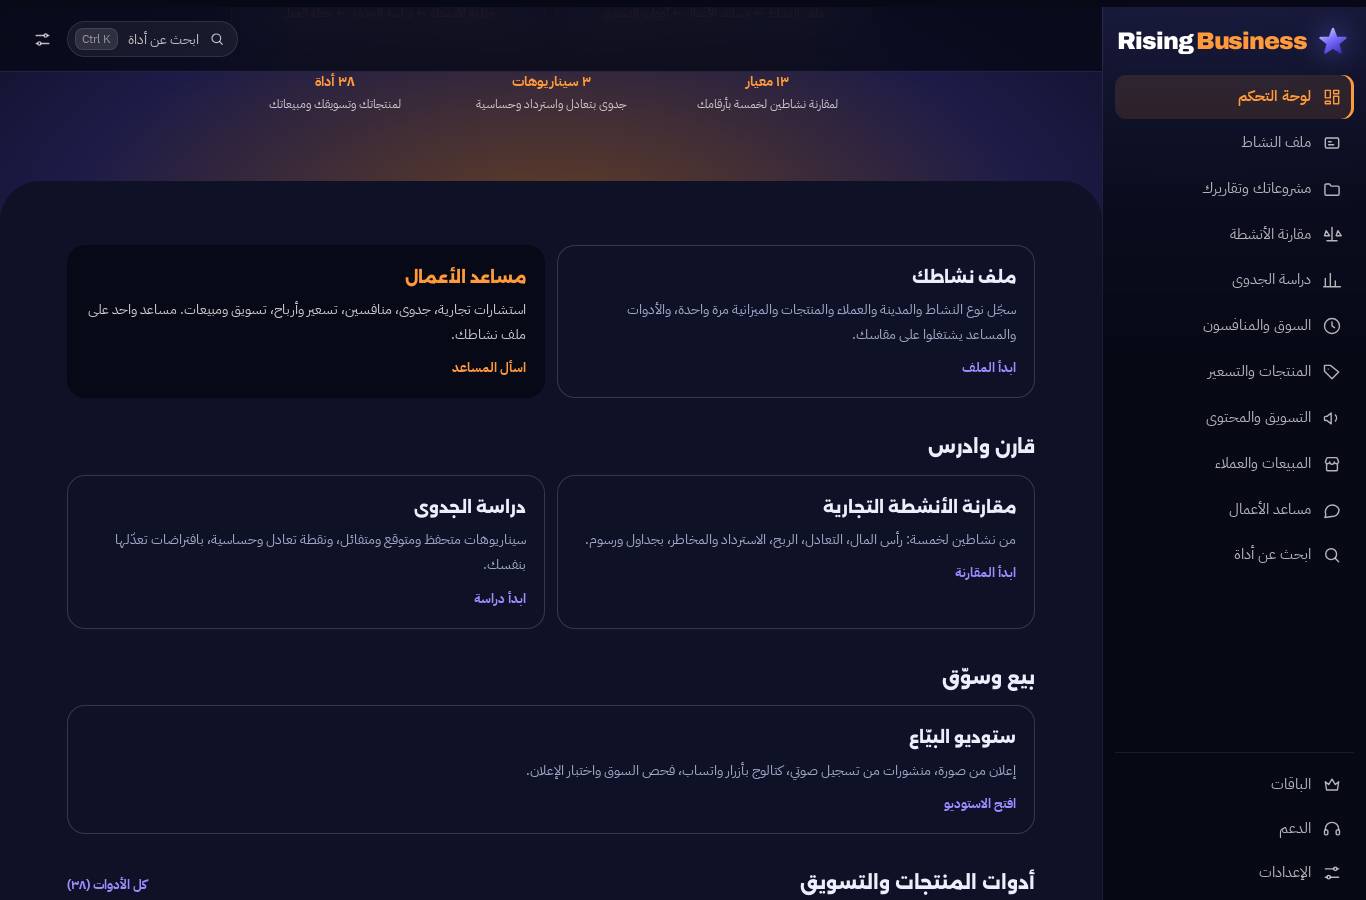 Rising Business
لوحة التحكم
ملف النشاط
مشروعاتك وتقاريرك
مقارنة الأنشطة
دراسة الجدوى
السوق والمنافسون
المنتجات والتسعير
التسويق والمحتوى
المبيعات والعملاء
مساعد الأعمال
ابحث عن أداة
الباقات
الدعم
الإعدادات
ابحث عن أداة Ctrl K
١٣ معيار
لمقارنة نشاطين لخمسة بأرقامك
٣ سيناريوهات
جدوى بتعادل واسترداد وحساسية
٣٨ أداة
لمنتجاتك وتسويقك ومبيعاتك
ملف نشاطك
سجّل نوع النشاط والمدينة والعملاء والمنتجات والميزانية مرة واحدة، والأدوات
والمساعد يشتغلوا على مقاسك.
ابدأ الملف
مساعد الأعمال
استشارات تجارية، جدوى، منافسين، تسعير وأرباح، تسويق ومبيعات. مساعد واحد على
ملف نشاطك.
اسأل المساعد
قارن وادرس
مقارنة الأنشطة التجارية
من نشاطين لخمسة: رأس المال، التعادل، الربح، الاسترداد والمخاطر، بجداول ورسوم.
ابدأ المقارنة
دراسة الجدوى
سيناريوهات متحفظ ومتوقع ومتفائل، ونقطة تعادل وحساسية، بافتراضات تعدّلها
بنفسك.
ابدأ دراسة
بيع وسوّق
ستوديو البيّاع
إعلان من صورة، منشورات من تسجيل صوتي، كتالوج بأزرار واتساب، فحص السوق واختبار الإعلان.
افتح الاستوديو
أدوات المنتجات والتسويق
كل الأدوات (٣٨)